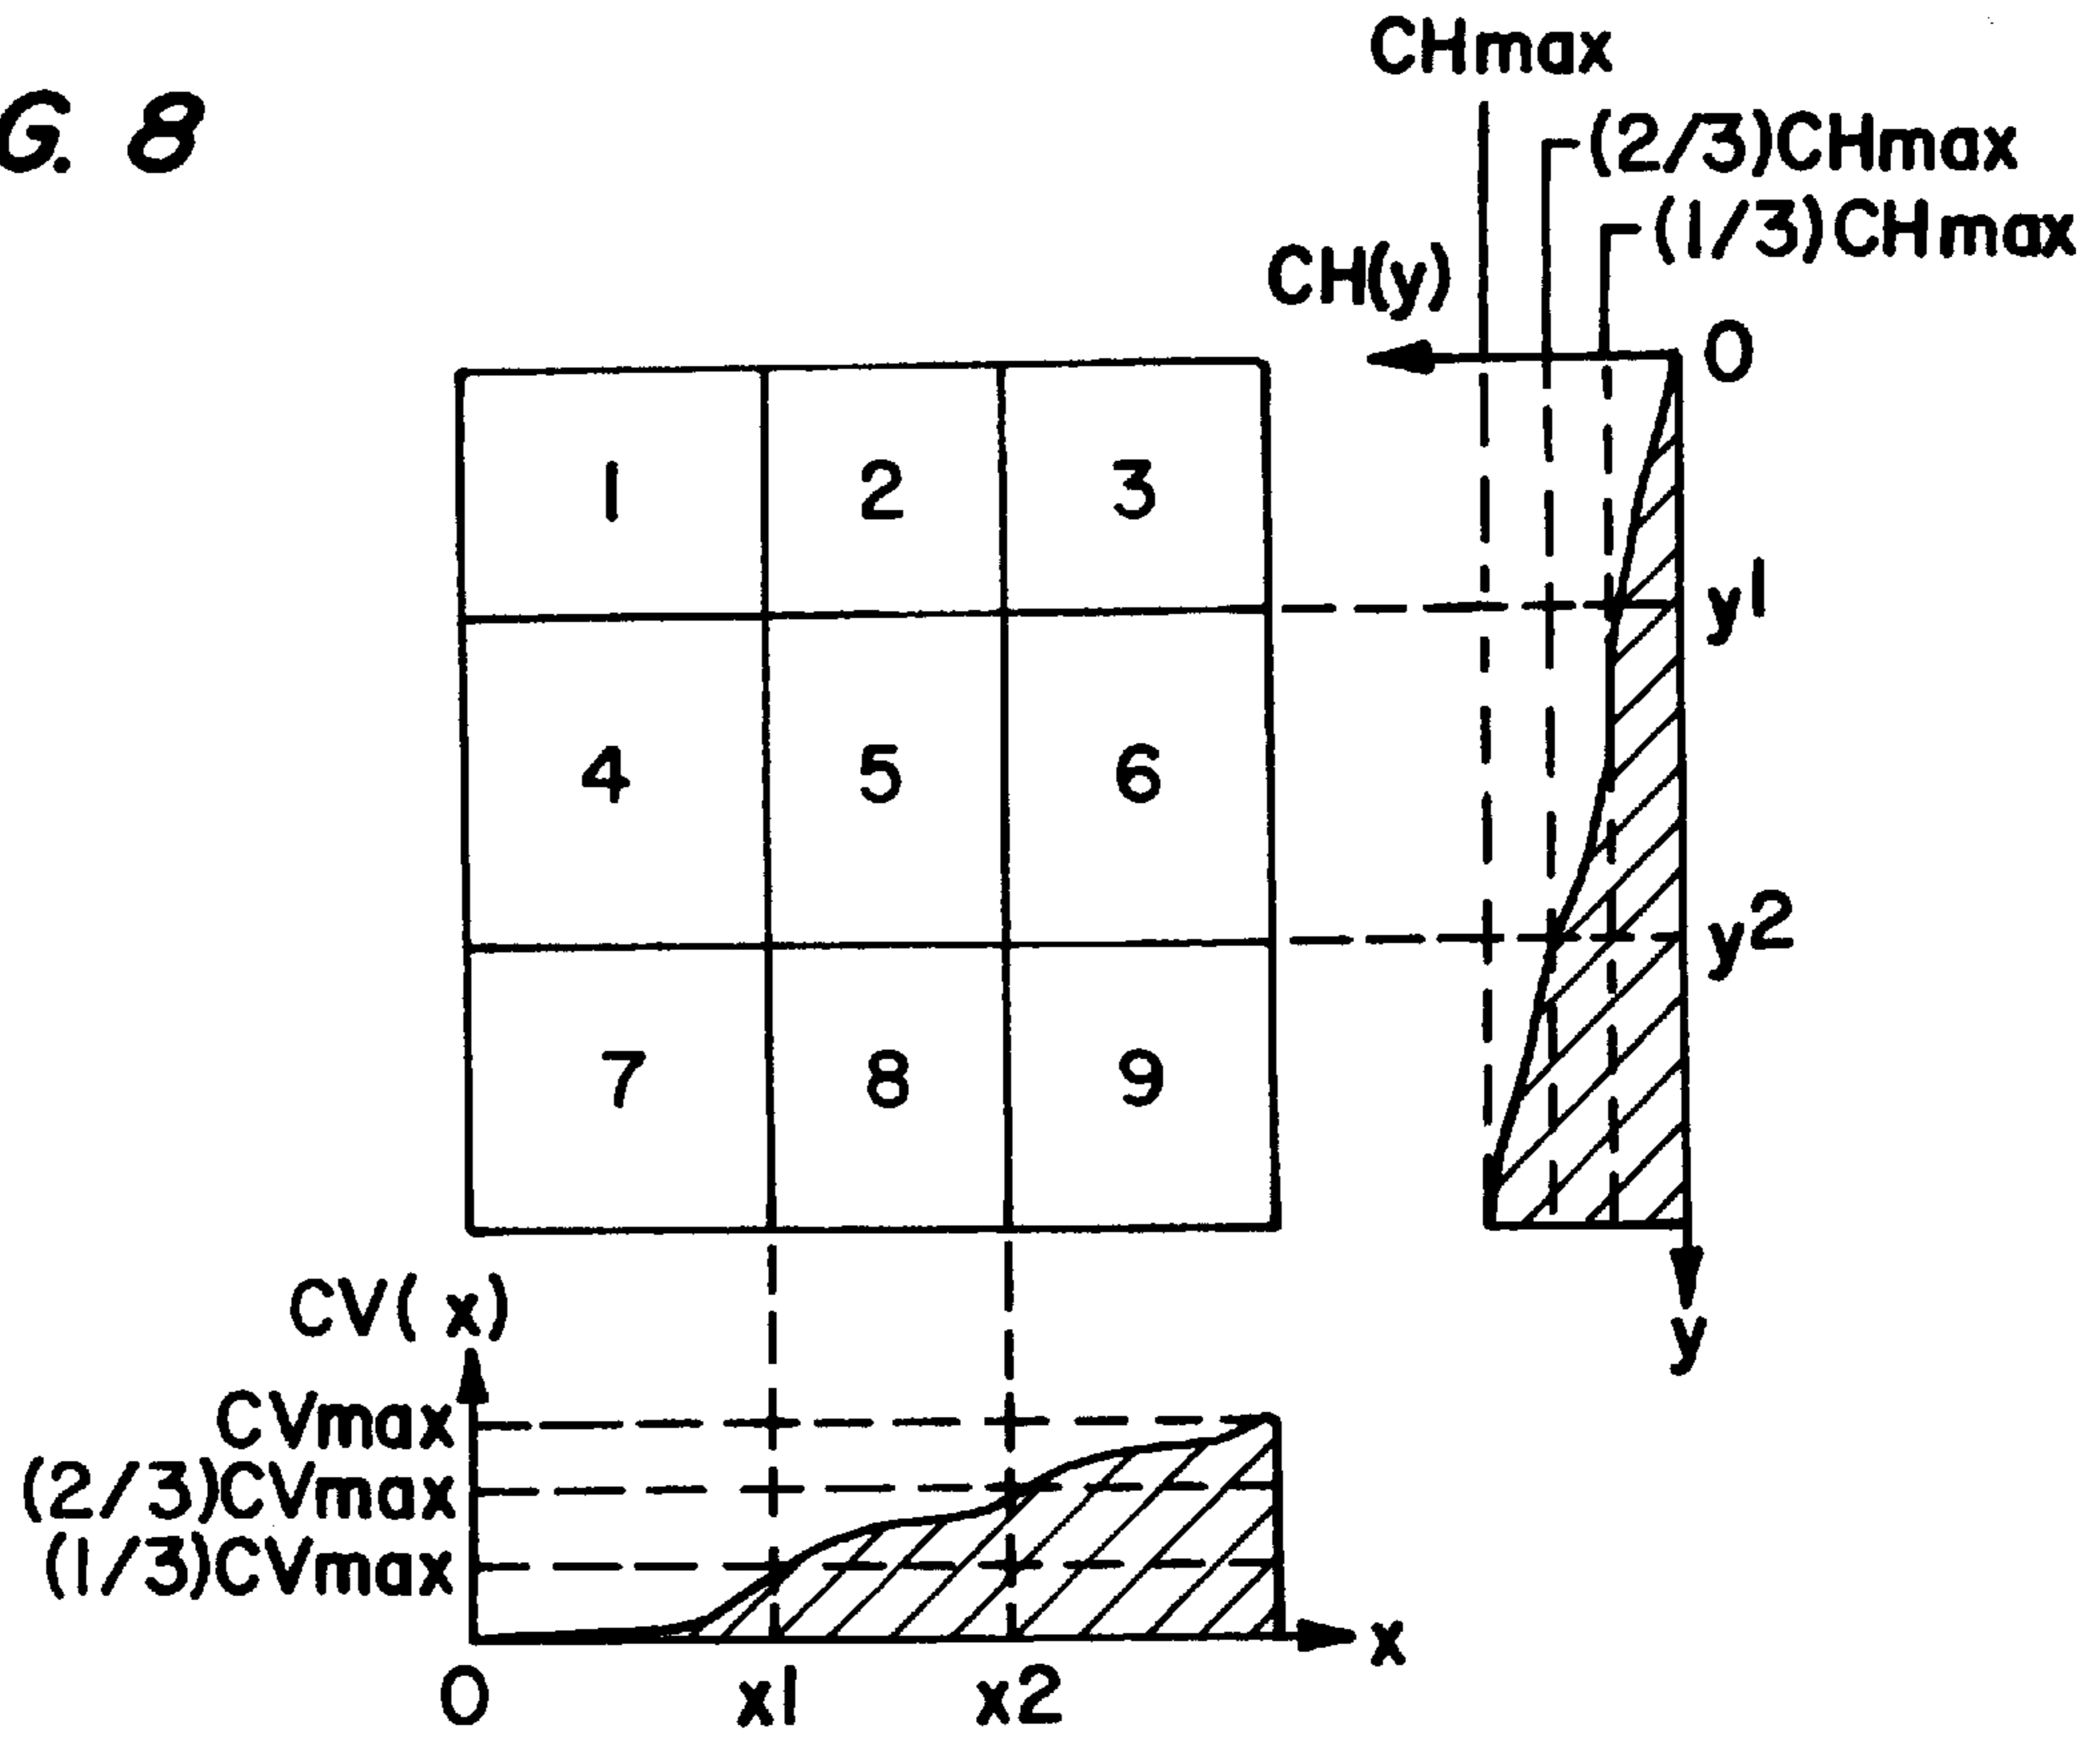 G. 8
CHmax
(2/3)CHmax
(1/3)CHmax
CH(y)
0
1 2 3
y1
4 5 6
y2
7 8 9
y
CV(x)
CVmax
(2/3)CVmax
(1/3)CVmax
x
0 x1 x2